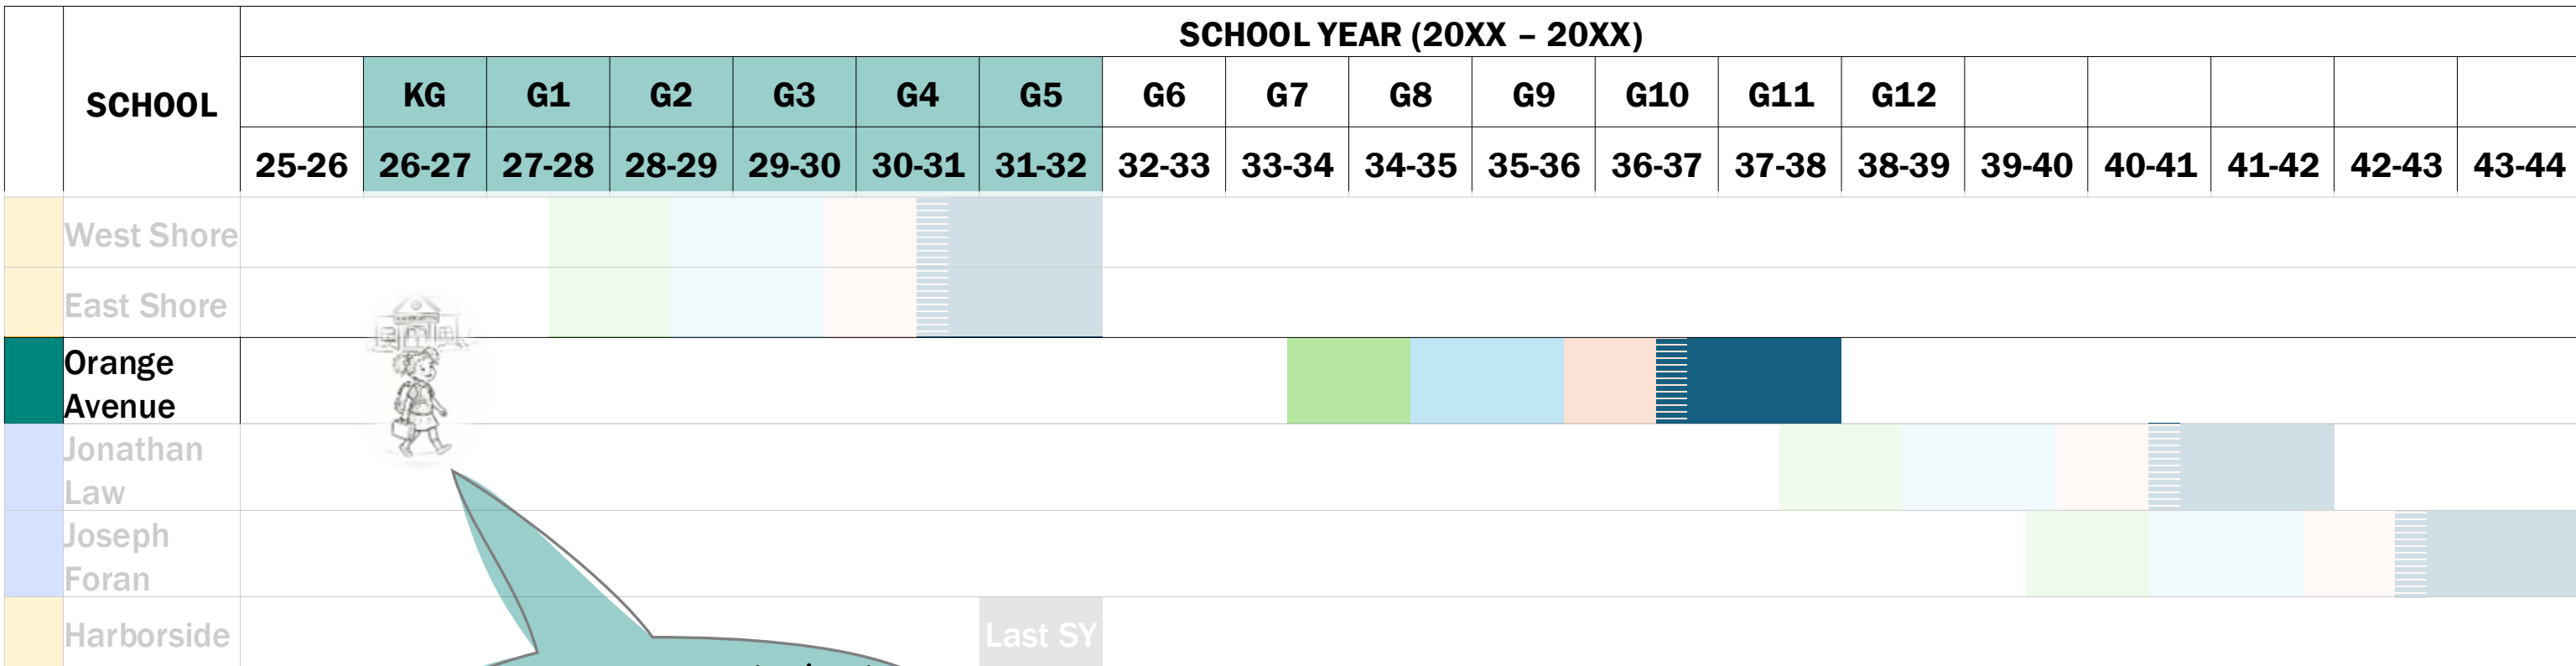 SCHOOL YEAR (20XX – 20XX)
SCHOOL
KG G1 G2 G3 G4 G5 G6 G7 G8 G9 G10 G11 G12
25-26 26-27 27-28 28-29 29-30 30-31 31-32 32-33 33-34 34-35 35-36 36-37 37-38 38-39 39-40 40-41 41-42 42-43 43-44
West Shore
East Shore
Orange
Avenue
Jonathan
Law
Joseph
Foran
Harborside Last SY